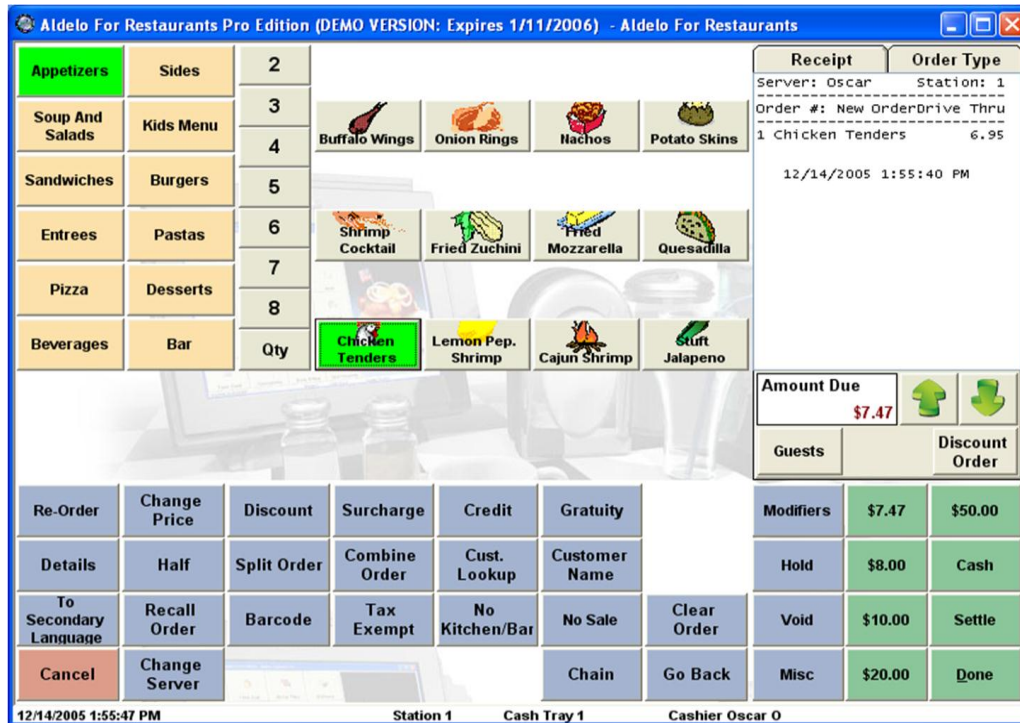 Aldelo For Restaurants Pro Edition (DEMO VERSION: Expires 1/11/2006) - Aldelo For Restaurants
Appetizers
Sides
2
Soup And
Salads
Kids Menu
3
4
Sandwiches
Burgers
5
Entrees
Pastas
6
7
Pizza
Desserts
8
Beverages
Bar
Qty
Buffalo Wings
Onion Rings
Nachos
Potato Skins
Shrimp
Cocktail
Fried Zuchini
Fried
Mozzarella
Quesadilla
Chicken
Tenders
Lemon Pep.
Shrimp
Cajun Shrimp
Stuft
Jalapeno
Receipt
Order Type
Server: Oscar Station: 1
Order #: New OrderDrive Thru
1 Chicken Tenders 6.95
12/14/2005 1:55:40 PM
Amount Due
$7.47
Guests
Discount
Order
Re-Order
Change
Price
Discount
Surcharge
Credit
Gratuity
Modifiers
$7.47
$50.00
Details
Half
Split Order
Combine
Order
Cust.
Lookup
Customer
Name
Hold
$8.00
Cash
To
Secondary
Language
Recall
Order
Barcode
Tax
Exempt
No
Kitchen/Bar
No Sale
Clear
Order
Void
$10.00
Settle
Cancel
Change
Server
Chain
Go Back
Misc
$20.00
Done
12/14/2005 1:55:47 PM Station 1 Cash Tray 1 Cashier Oscar O